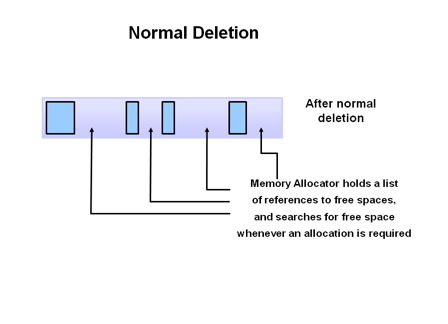 Normal Deletion
After normal
deletion
Memory Allocator holds a list
of references to free spaces,
and searches for free space
whenever an allocation is required